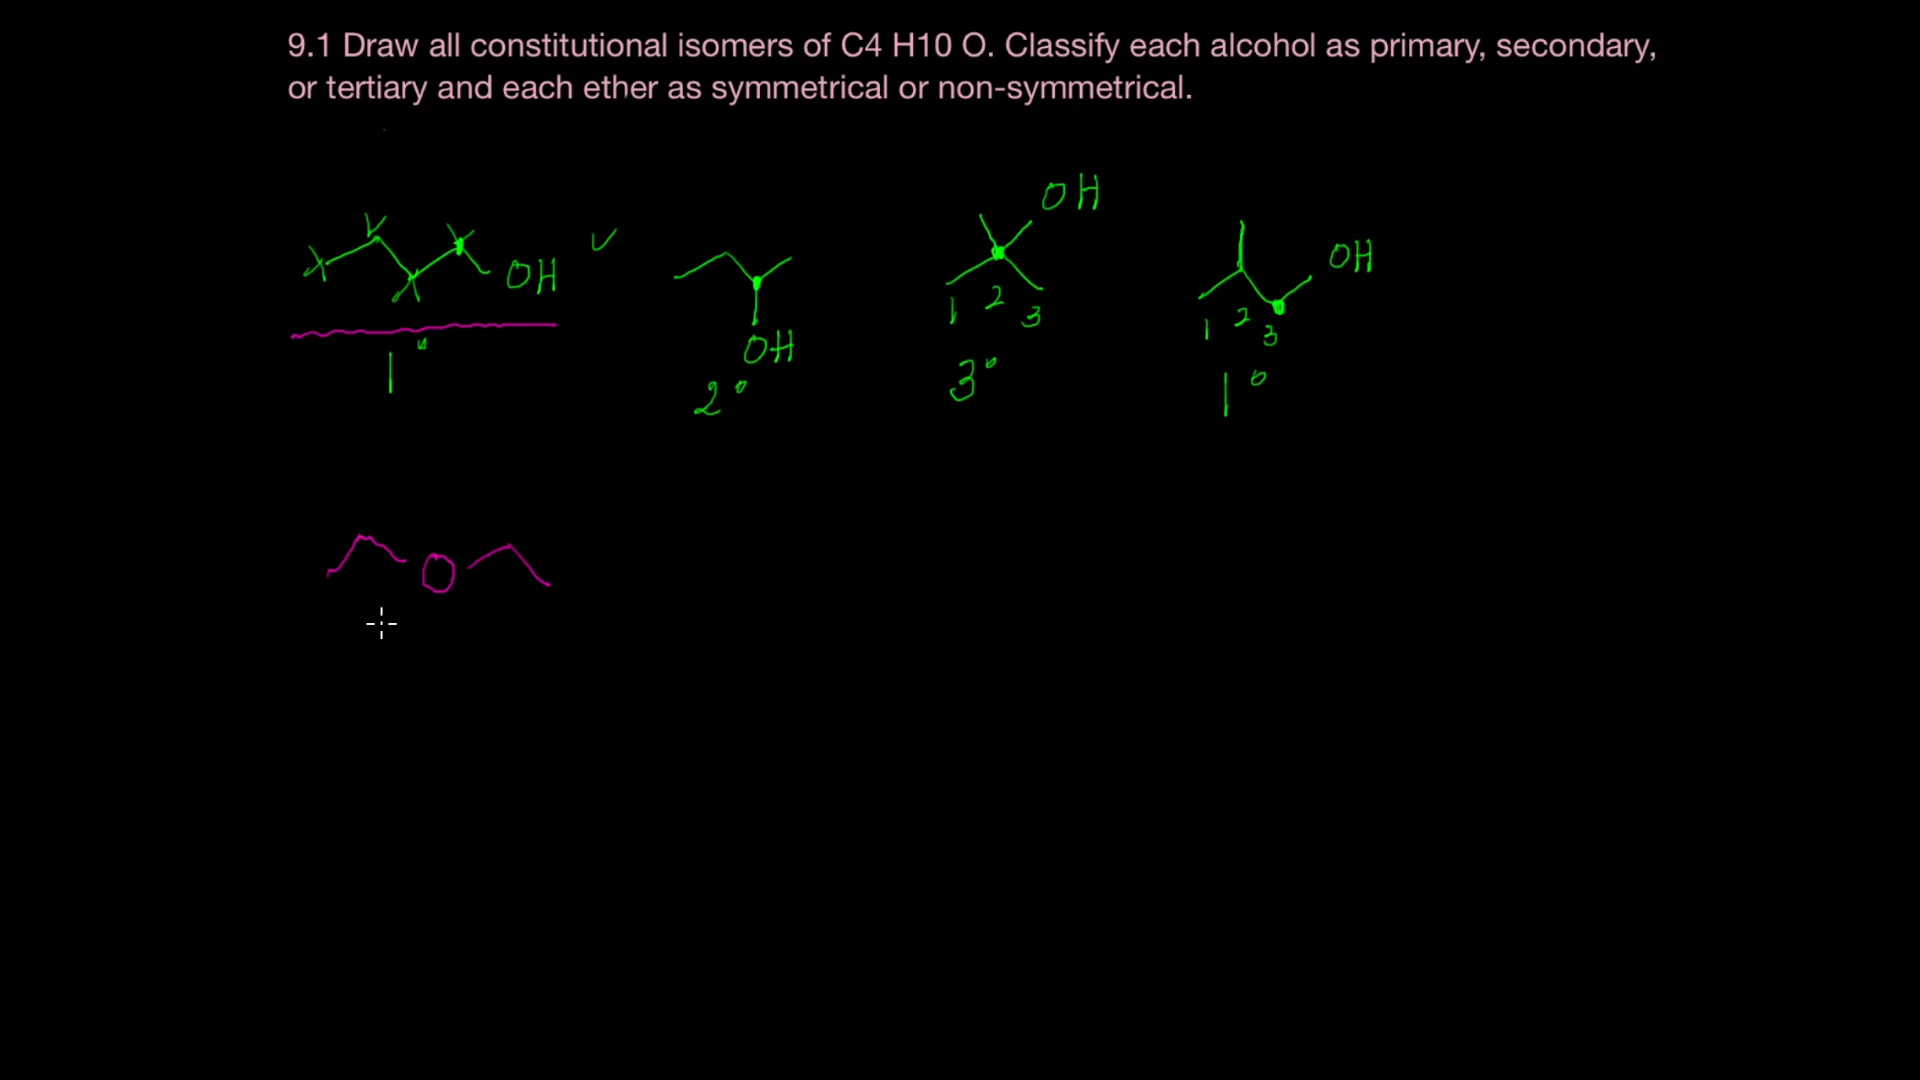 9.1 Draw all constitutional isomers of C4 H10 O. Classify each alcohol as primary, secondary,
or tertiary and each ether as symmetrical or non-symmetrical.
OH
OH
OH
OH
1 2 3
1 2 3
1°
2°
3°
1°
O